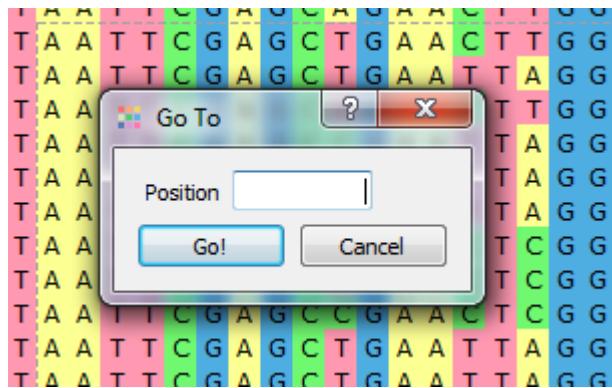 T A A T T C G A G C A G A A C T T G G
T A A T T C G A G C T G A A C T T G G
T A A T T C G A G C T G A A T T A G G
T A A T T G G
Go To
T A A T A G G
T A A T A G G
Position
T A A T A G G
T A A T C G G
Go! Cancel
T A A T C G G
T A A T T C G A G C C G A A C T C G G
T A A T T C G A G C T G A A T T A G G
T A A T T C G A G C T G A A T T A G G